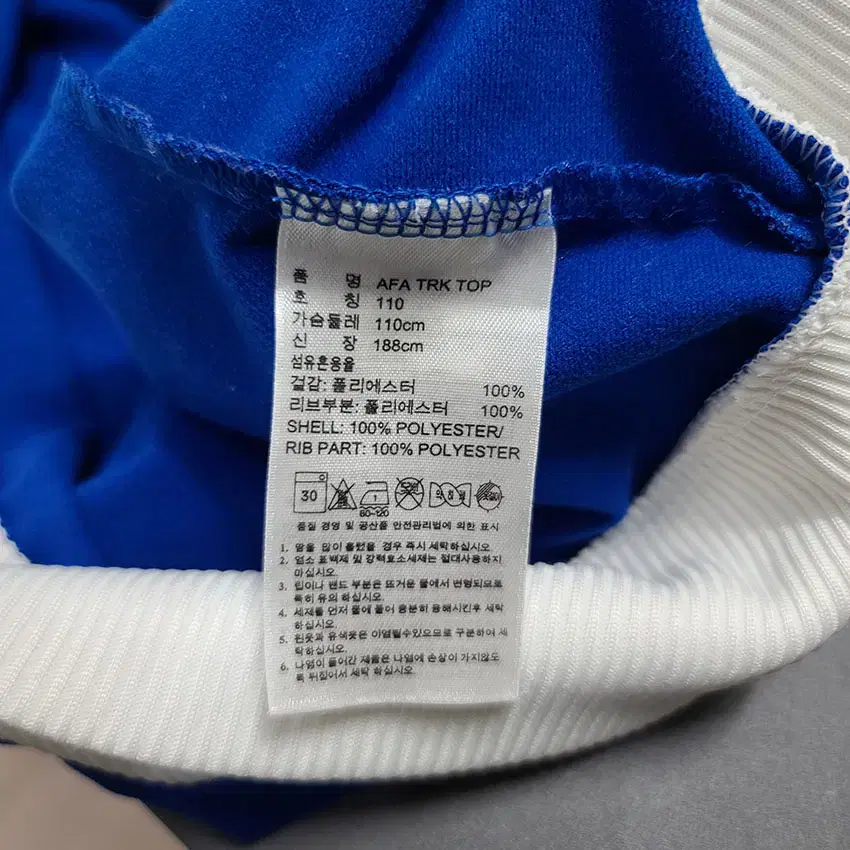 품 명 AFA TRK TOP
호 칭 110
가슴둘레 110cm
신 장 188cm
섬유혼용율
겉감: 폴리에스터 100%
리브부분: 폴리에스터 100%
SHELL: 100% POLYESTER/
RIB PART: 100% POLYESTER
30 1
80~120
품질 경영 및 공산품 안전관리법에 의한 표시
1. 땀을 많이 흘렸을 경우 즉시 세탁하십시오.
2. 염소 표백제 및 강력효소세제는 절대사용하지
마십시오.
3. 립이나 밴드 부분은 뜨거운 물에서 변형되므로
특히 유의 하십시오.
4. 세제를 먼저 물에 풀어 충분히 용해시킨후 세탁
하십시오.
5. 흰옷과 유색옷은 이염될수있으므로 구분하여 세
탁하십시오.
6. 나염이 들어간 제품은 나염에 손상이 가지않도
록 뒤집어서 세탁 하십시오.